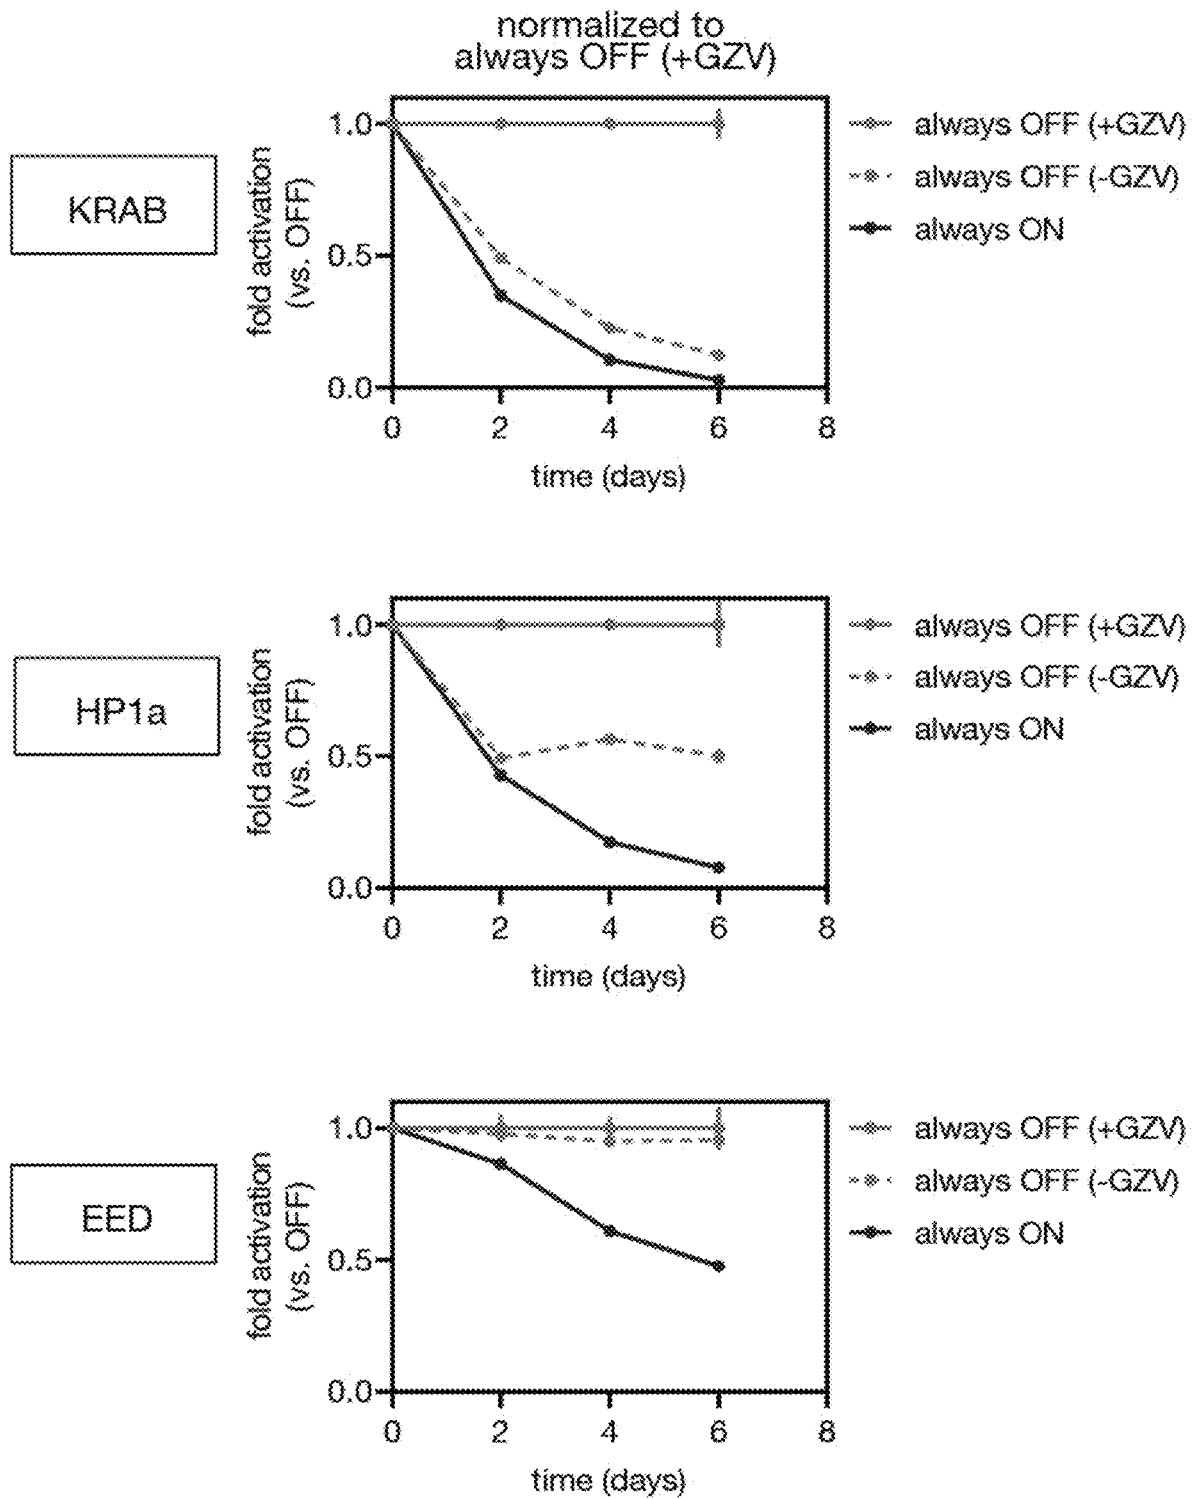 normalized to
always OFF (+GZV)
KRAB
fold activation
(vs. OFF)
1.0
0.5
0.0
0 2 4 6 8
time (days)
always OFF (+GZV)
always OFF (-GZV)
always ON
HP1a
fold activation
(vs. OFF)
1.0
0.5
0.0
0 2 4 6 8
time (days)
always OFF (+GZV)
always OFF (-GZV)
always ON
EED
fold activation
(vs. OFF)
1.0
0.5
0.0
0 2 4 6 8
time (days)
always OFF (+GZV)
always OFF (-GZV)
always ON